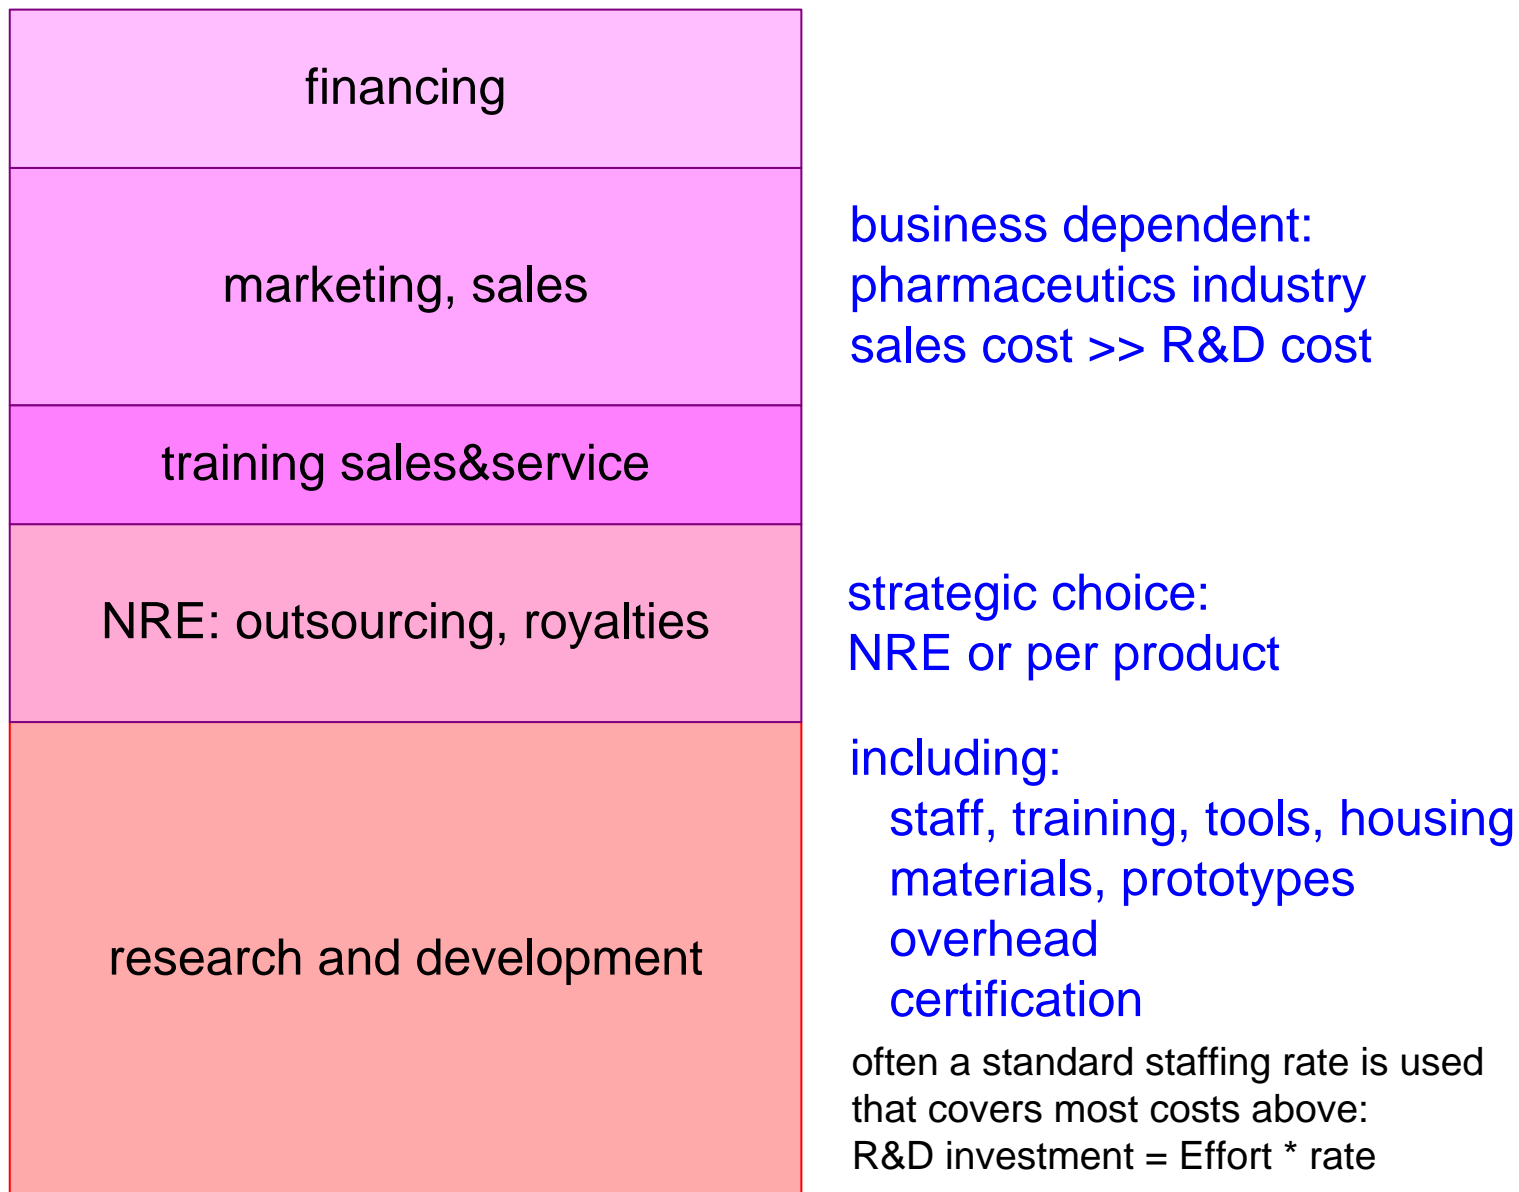 financing
marketing, sales
business dependent:
pharmaceutics industry
sales cost >> R&D cost
training sales&service
NRE: outsourcing, royalties
strategic choice:
NRE or per product
research and development
including:
staff, training, tools, housing
materials, prototypes
overhead
certification
often a standard staffing rate is used
that covers most costs above:
R&D investment = Effort * rate